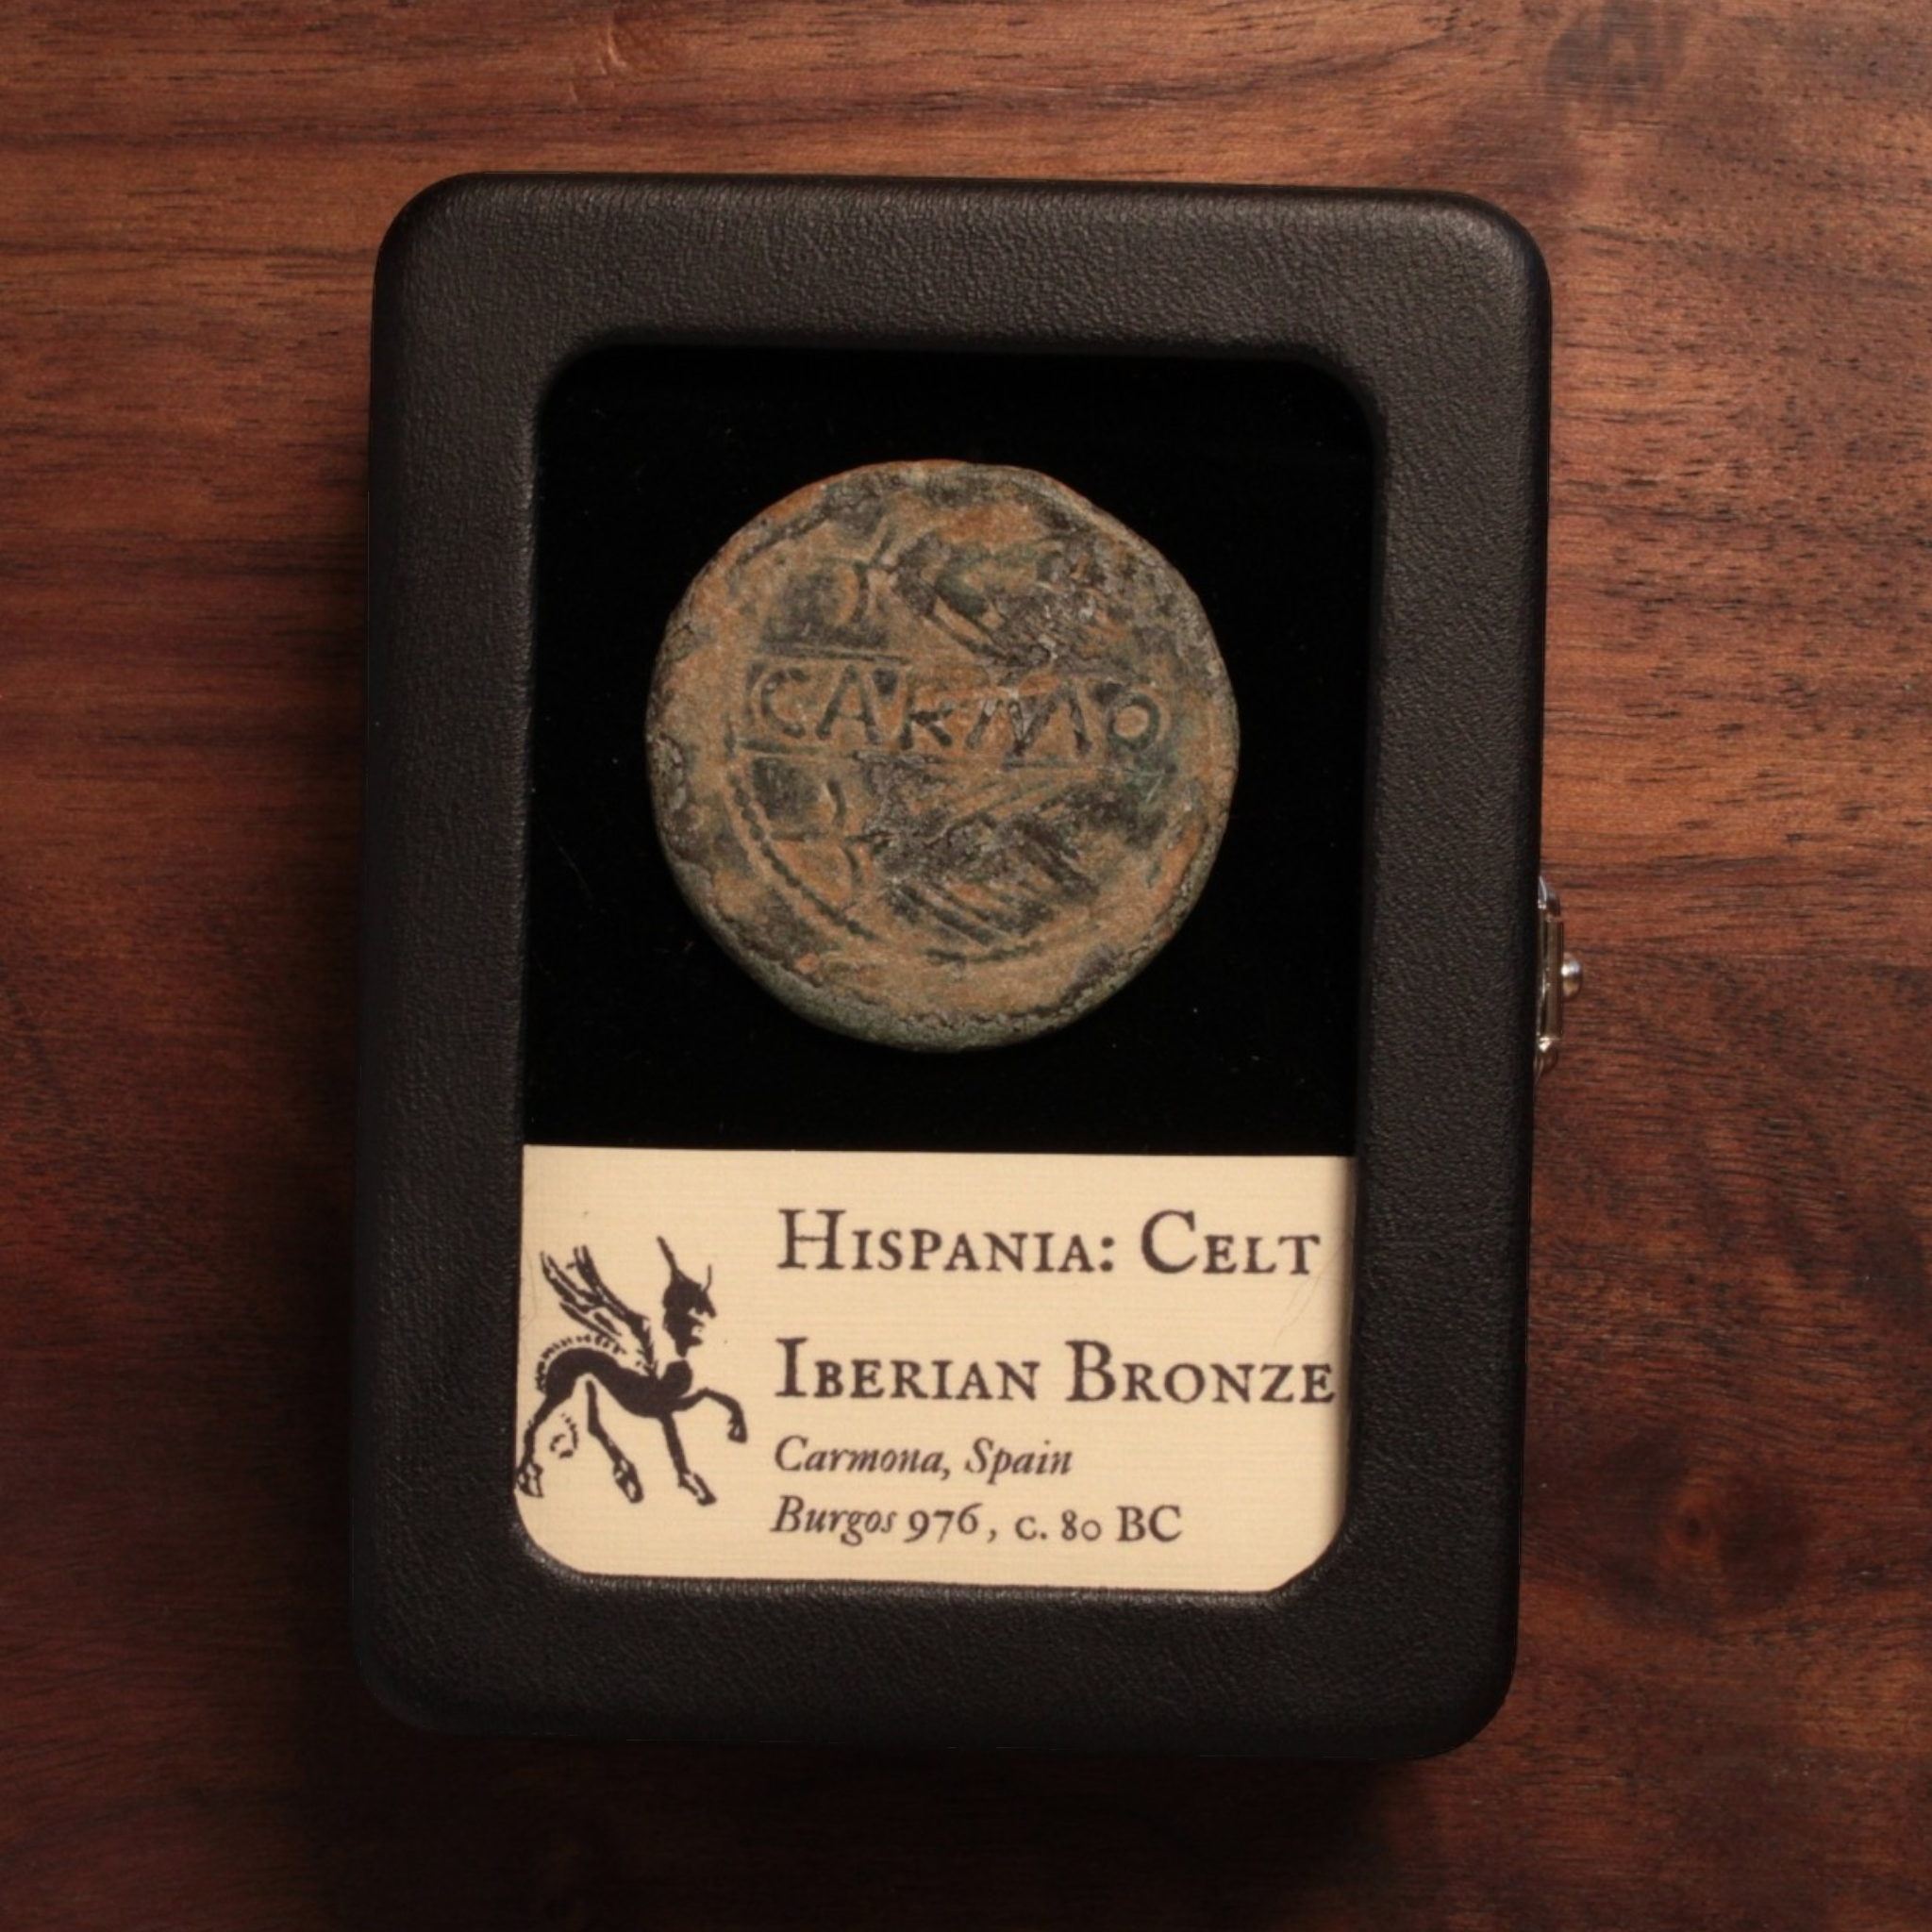 CARMO
HISPANIA: CELT
IBERIAN BRONZE
Carmona, Spain
Burgos 976, c. 80 BC